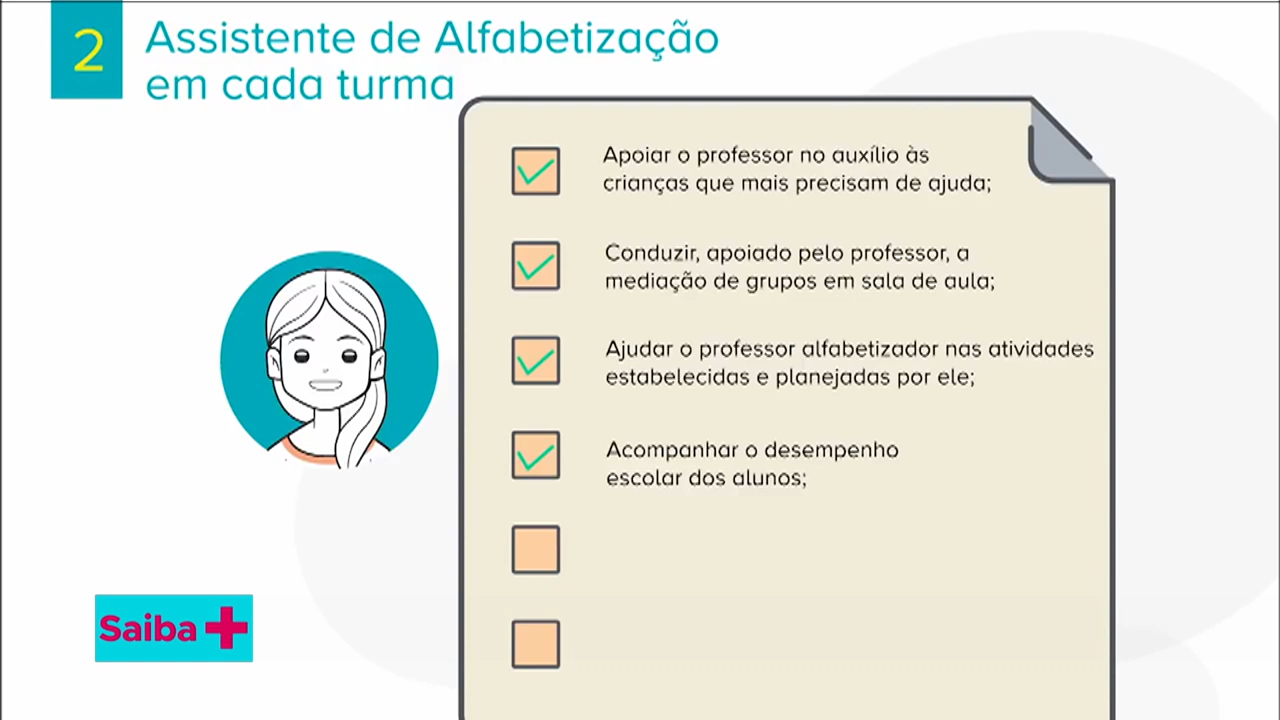 2
Assistente de Alfabetização
em cada turma
Apoiar o professor no auxílio às
crianças que mais precisam de ajuda;
Conduzir, apoiado pelo professor, a
mediação de grupos em sala de aula;
Ajudar o professor alfabetizador nas atividades
estabelecidas e planejadas por ele;
Acompanhar o desempenho
escolar dos alunos;
Saiba +